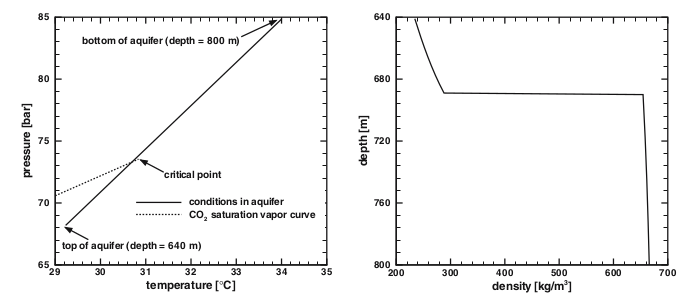 85
80
75
70
65
pressure [bar]
bottom of aquifer (depth = 800 m)
critical point
conditions in aquifer
CO₂ saturation vapor curve
top of aquifer (depth = 640 m)
29 30 31 32 33 34 35
temperature [°C]
640
680
720
760
800
depth [m]
200 300 400 500 600 700
density [kg/m³]